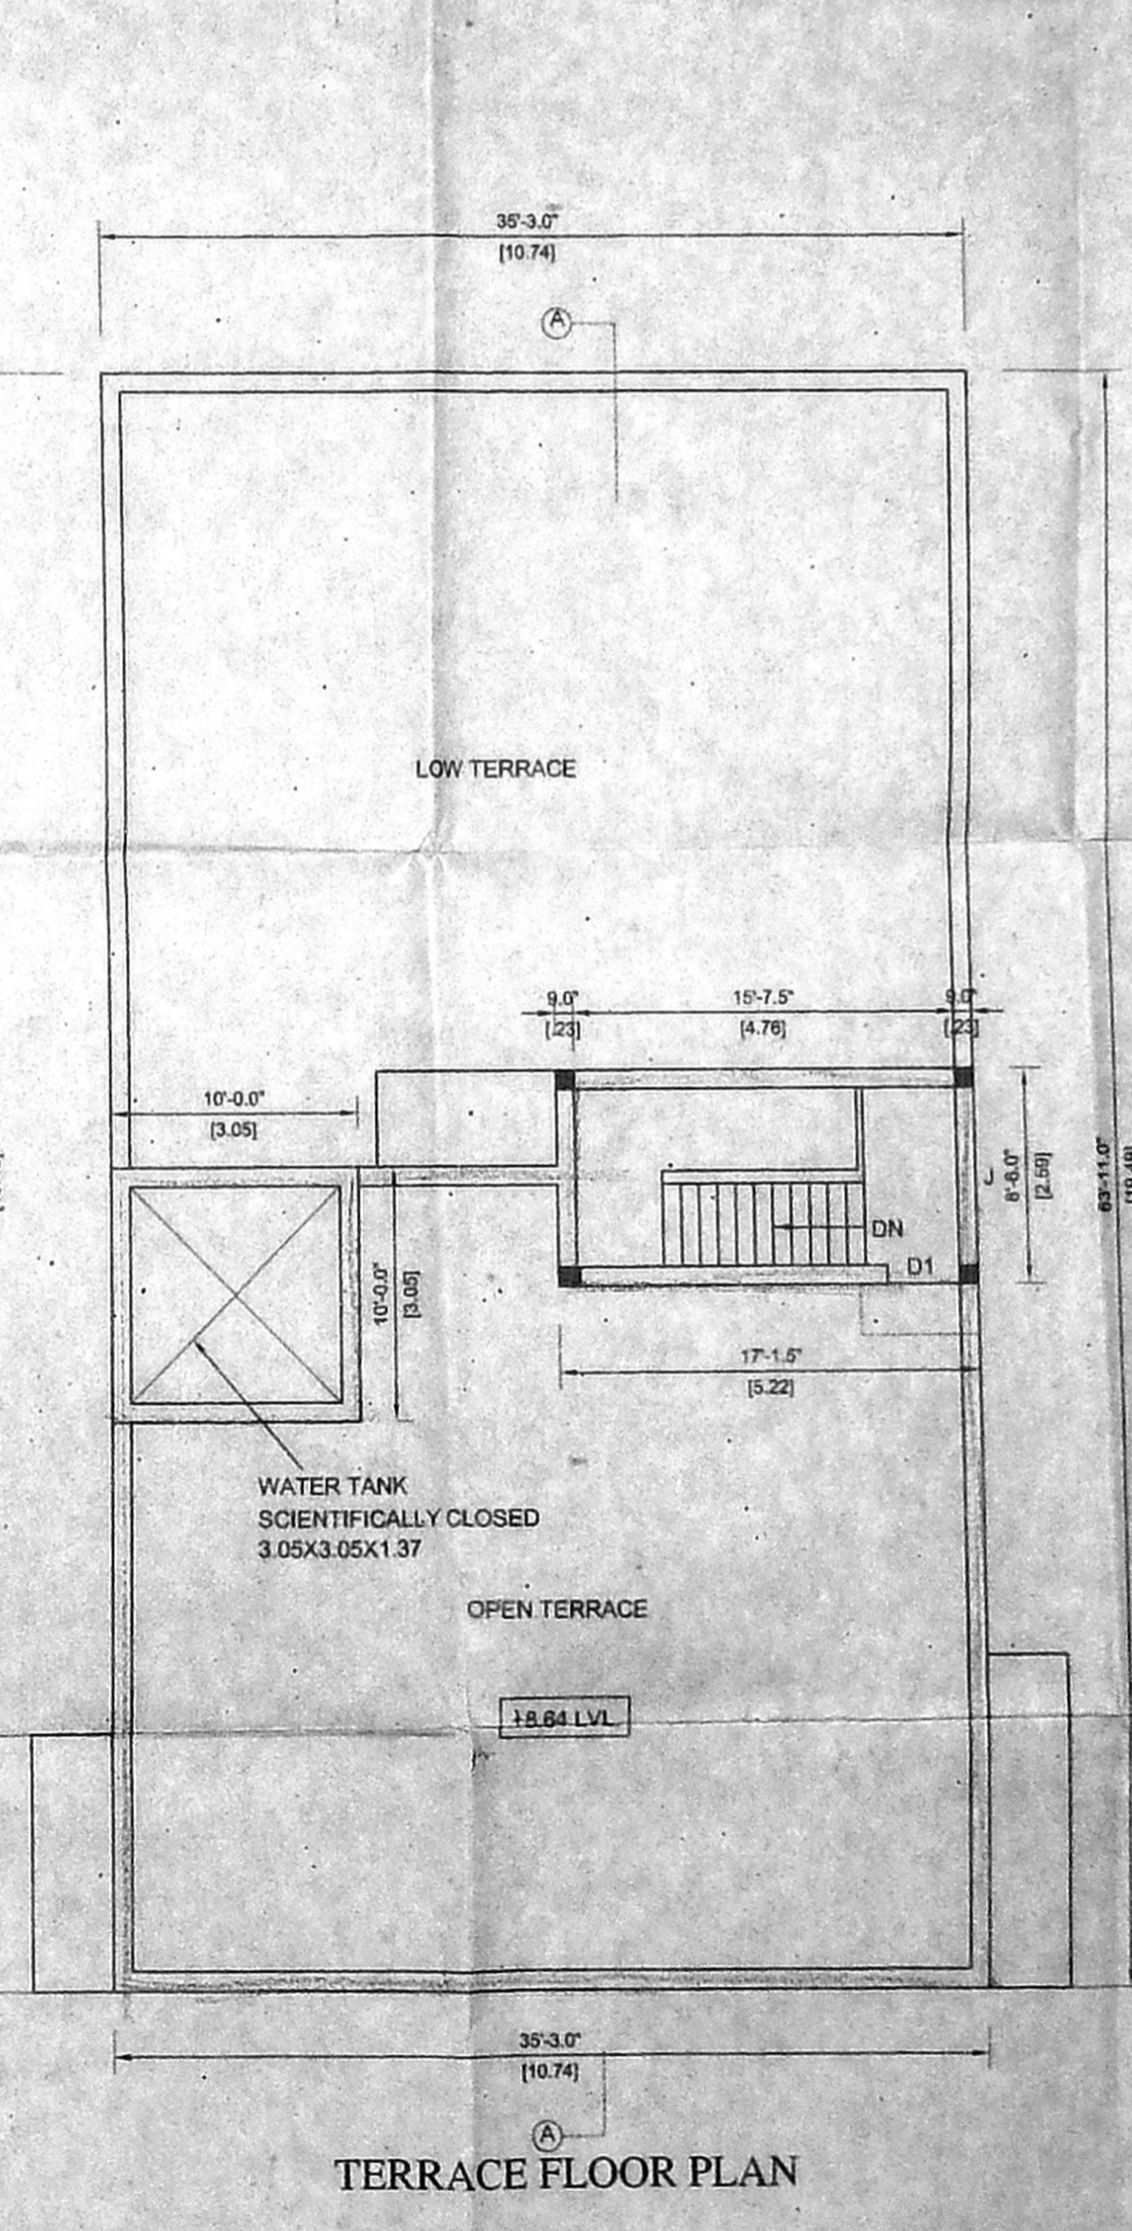 35'-3.0"
[10.74]
A
LOW TERRACE
9.0"
15'-7.5"
9.0"
[.23]
[4.76]
[.23]
10'-0.0"
[3.05]
8'-6.0"
[2.59]
63'-11.0"
DN
D1
10'-0.0"
[3.05]
17'-1.5"
[5.22]
WATER TANK
SCIENTIFICALLY CLOSED
3.05X3.05X1.37
OPEN TERRACE
+8.64 LVL
35'-3.0"
[10.74]
A
TERRACE FLOOR PLAN